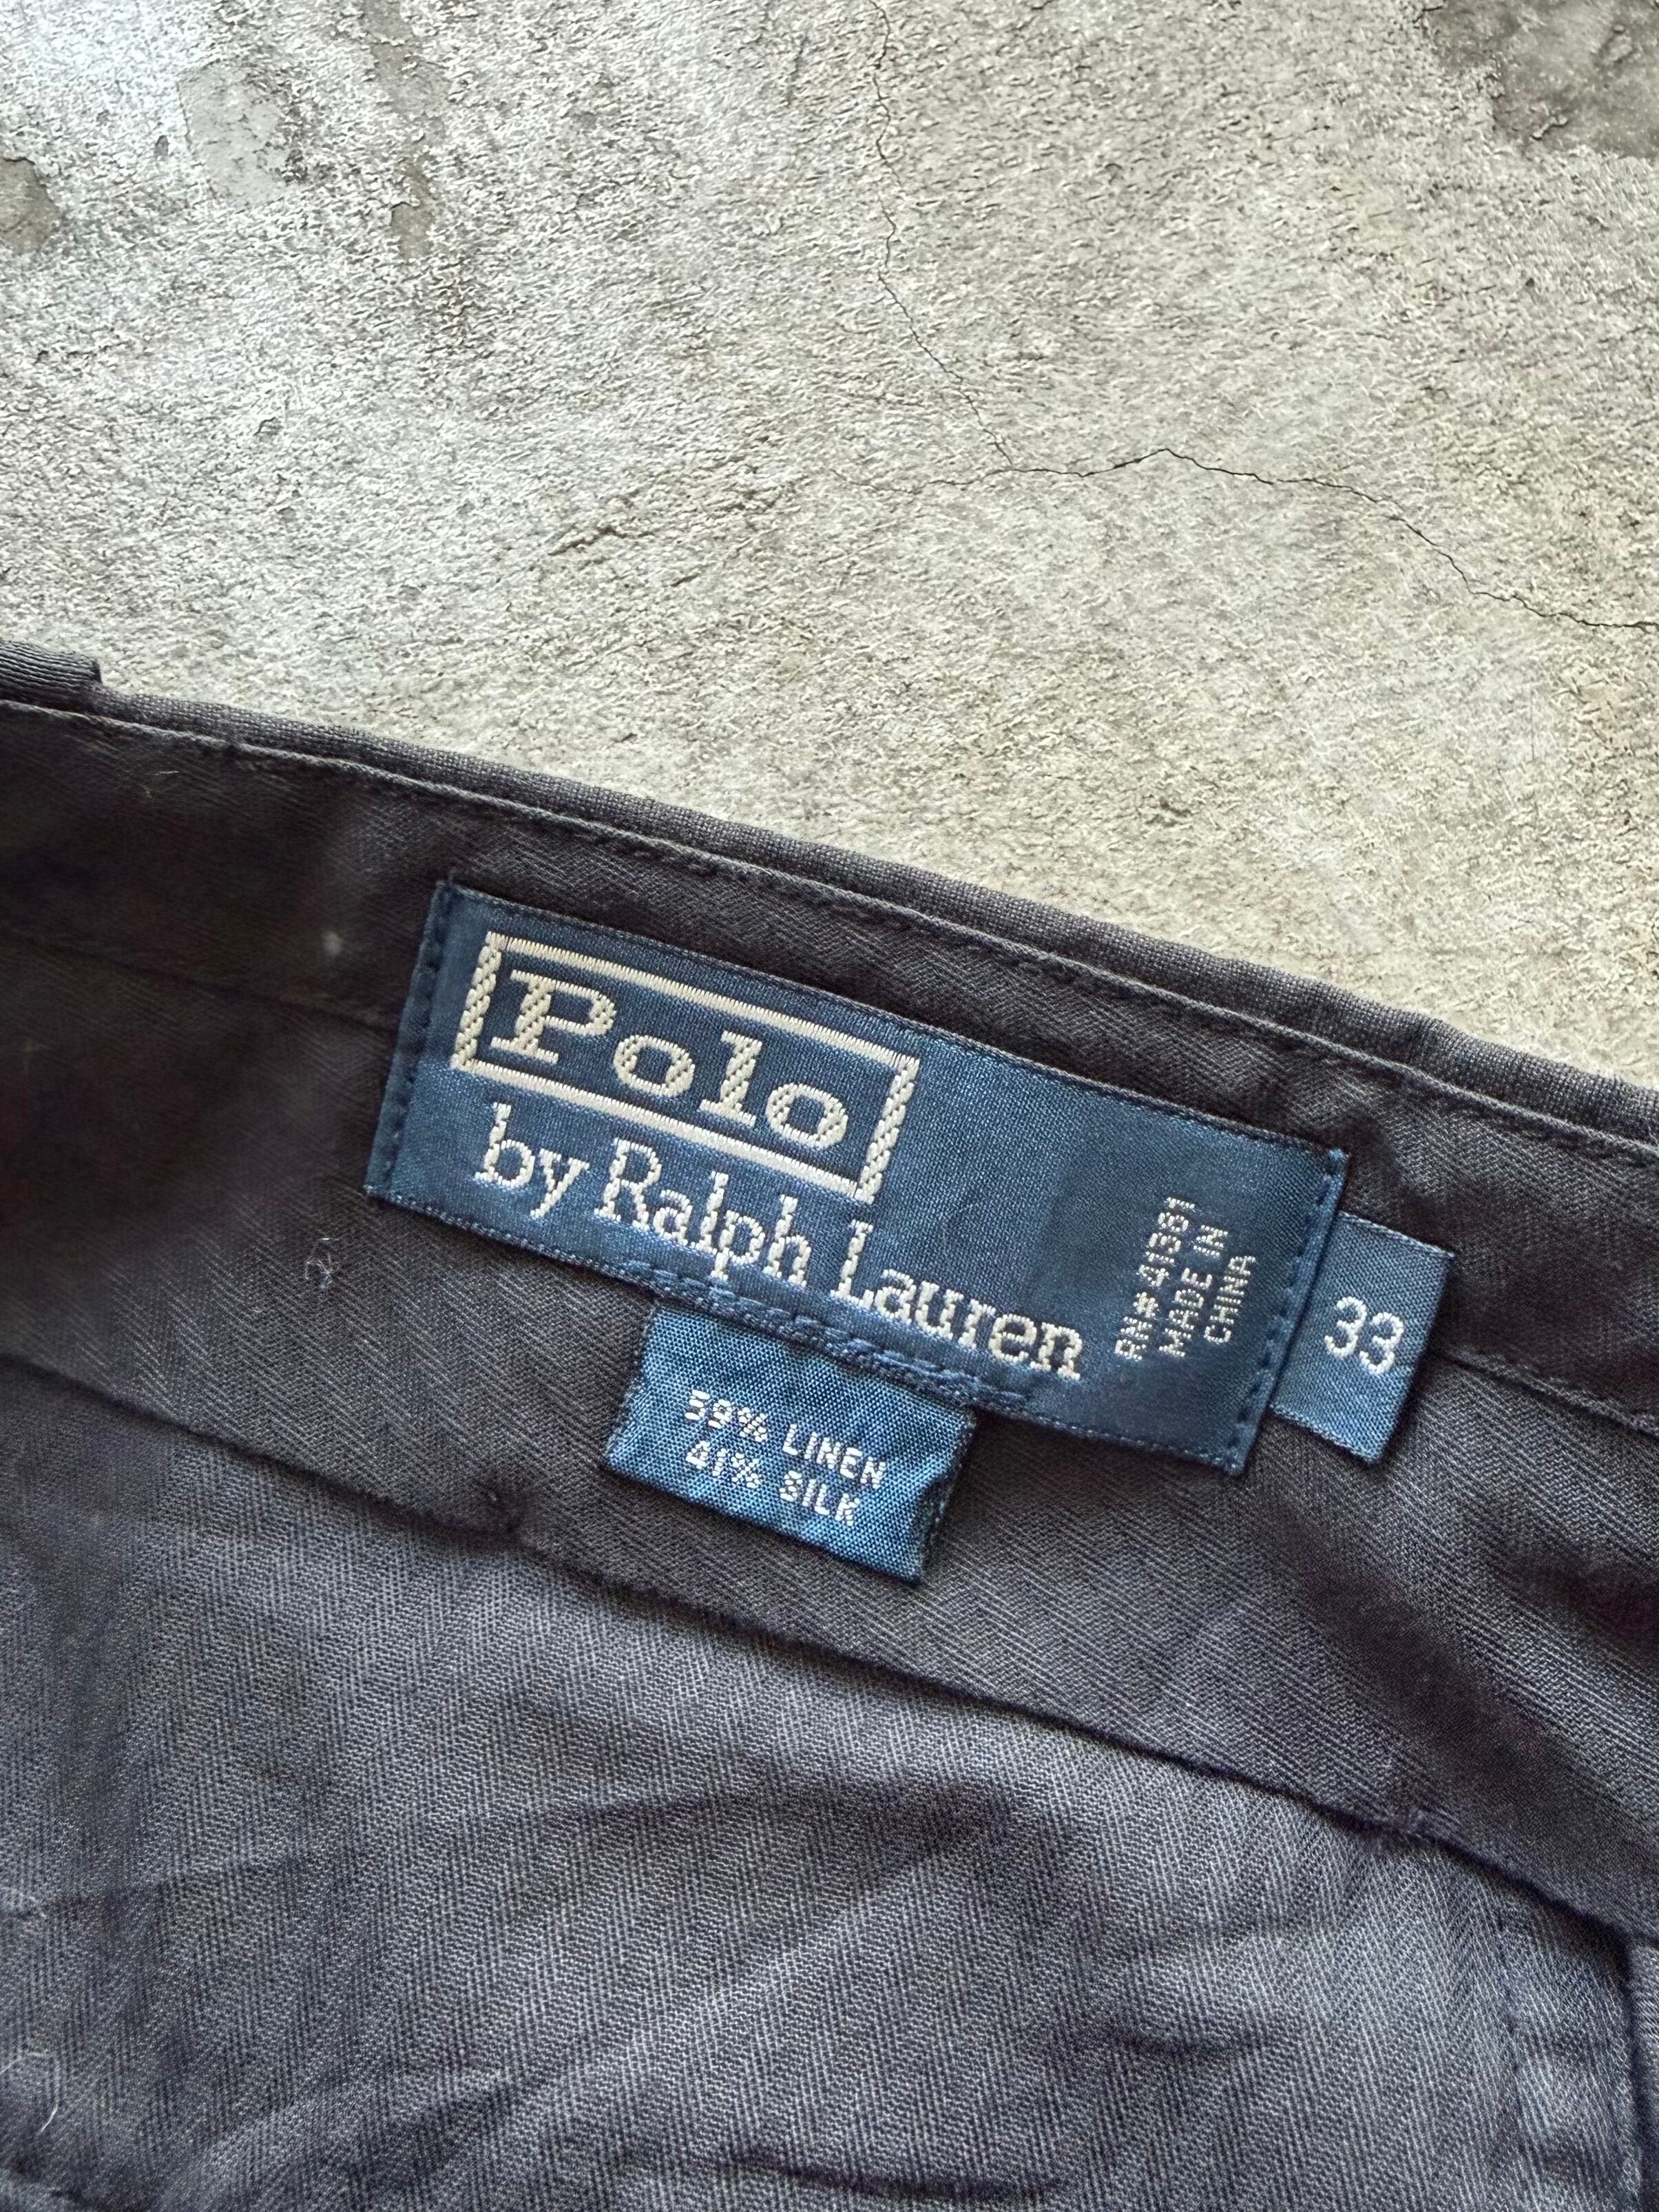 Polo
by Ralph Lauren
RN# 41381
MADE IN
CHINA
33
59% LINEN
41% SILK